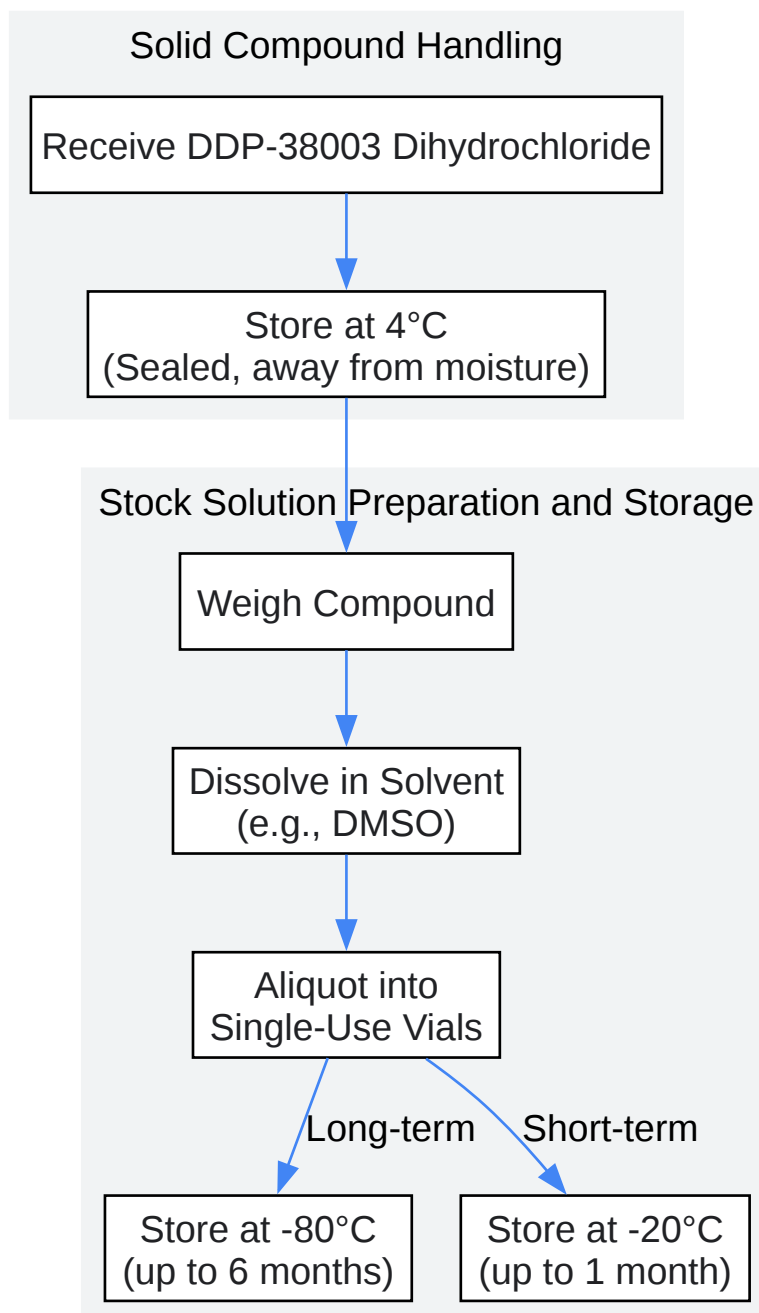 Solid Compound Handling
Receive DDP-38003 Dihydrochloride
Store at 4°C
(Sealed, away from moisture)
Stock Solution Preparation and Storage
Weigh Compound
Dissolve in Solvent
(e.g., DMSO)
Aliquot into
Single-Use Vials
Long-term
Short-term
Store at -80°C
(up to 6 months)
Store at -20°C
(up to 1 month)